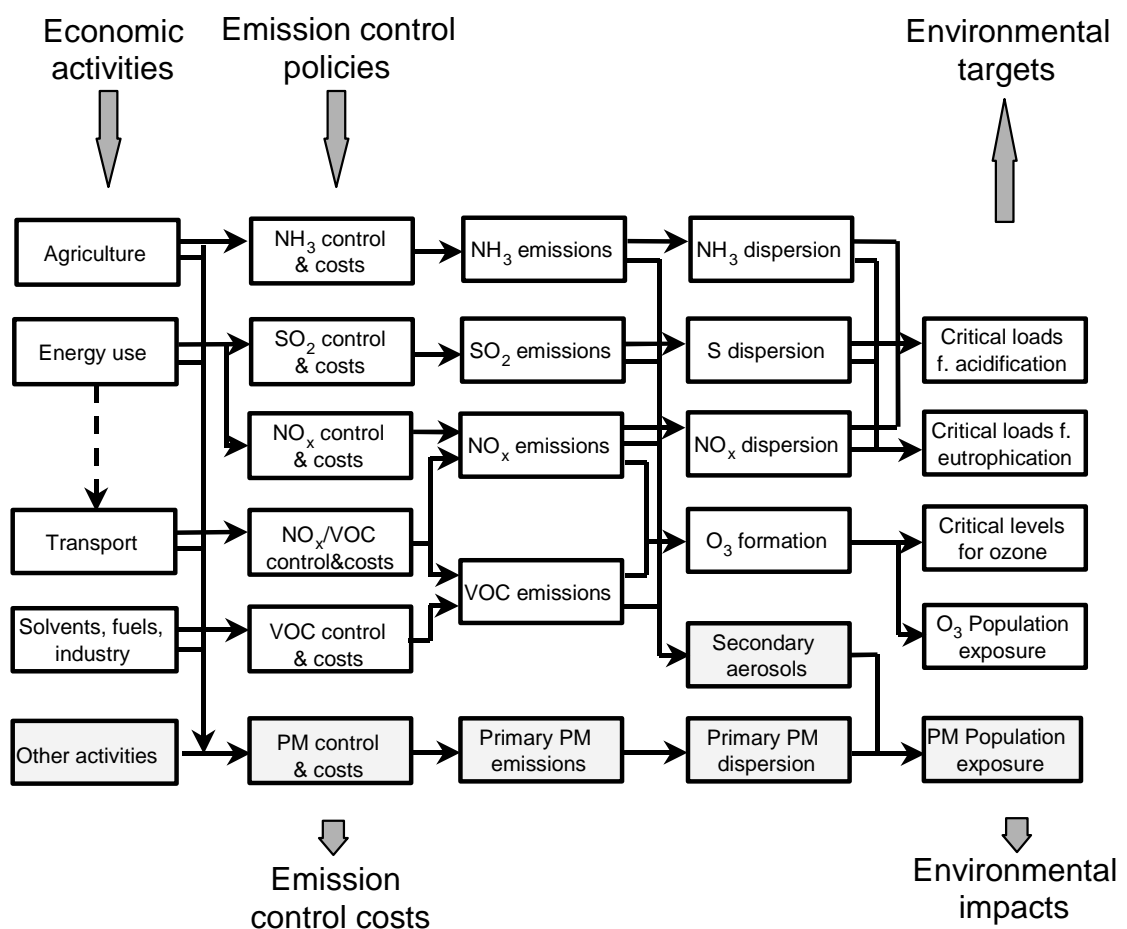 Economic
activities
Emission control
policies
Environmental
targets
Agriculture
NH3 control
& costs
NH3 emissions
NH3 dispersion
Energy use
SO2 control
& costs
SO2 emissions
S dispersion
Critical loads
f. acidification
NOx control
& costs
NOx emissions
NOx dispersion
Critical loads f.
eutrophication
Transport
NOx/VOC
control&costs
O3 formation
Critical levels
for ozone
VOC emissions
Solvents, fuels,
industry
VOC control
& costs
Secondary
aerosols
O3 Population
exposure
Other activities
PM control
& costs
Primary PM
emissions
Primary PM
dispersion
PM Population
exposure
Emission
control costs
Environmental
impacts